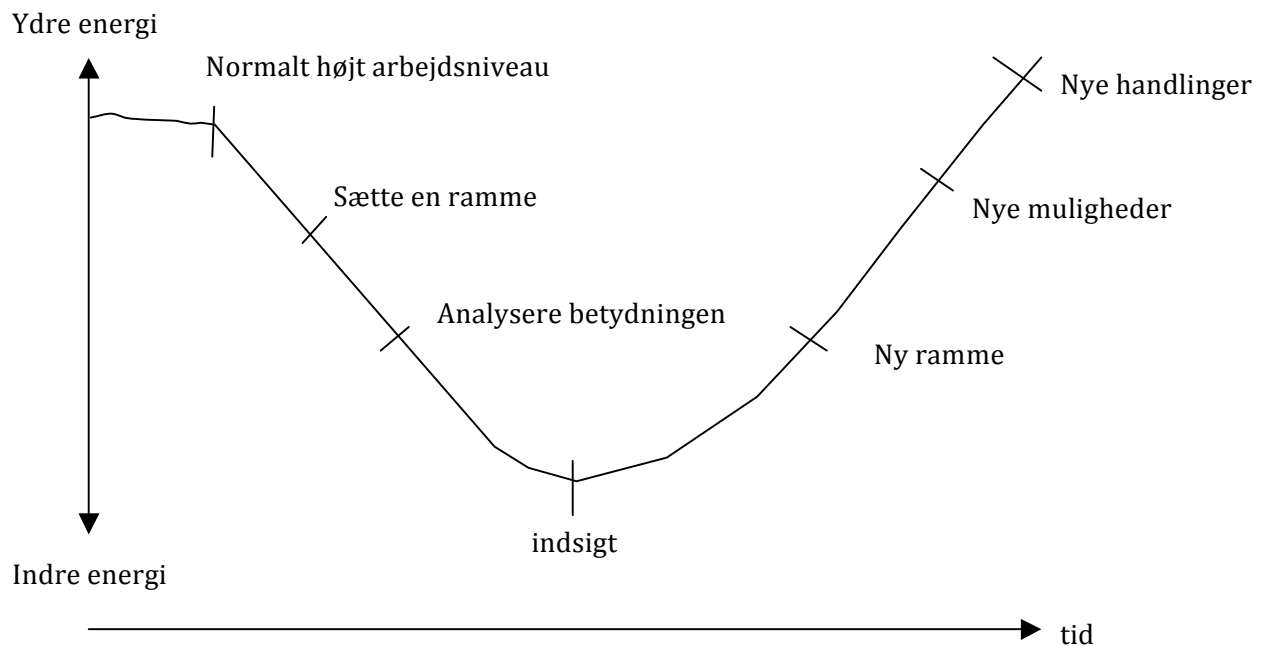 Ydre energi
Normalt højt arbejdsniveau
Nye handlinger
Sætte en ramme
Nye muligheder
Analysere betydningen
Ny ramme
indsigt
Indre energi
tid